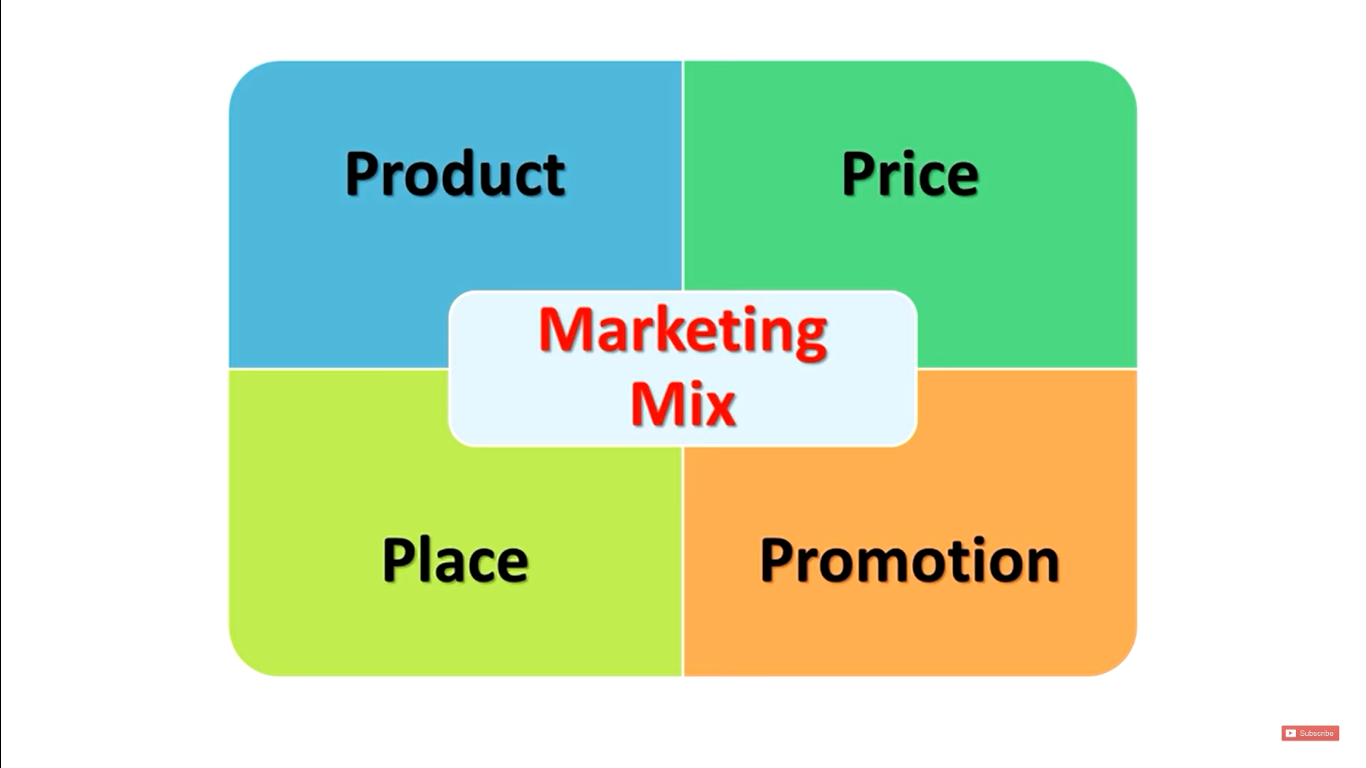 Product
Price
Marketing
Mix
Place
Promotion
Subscribe